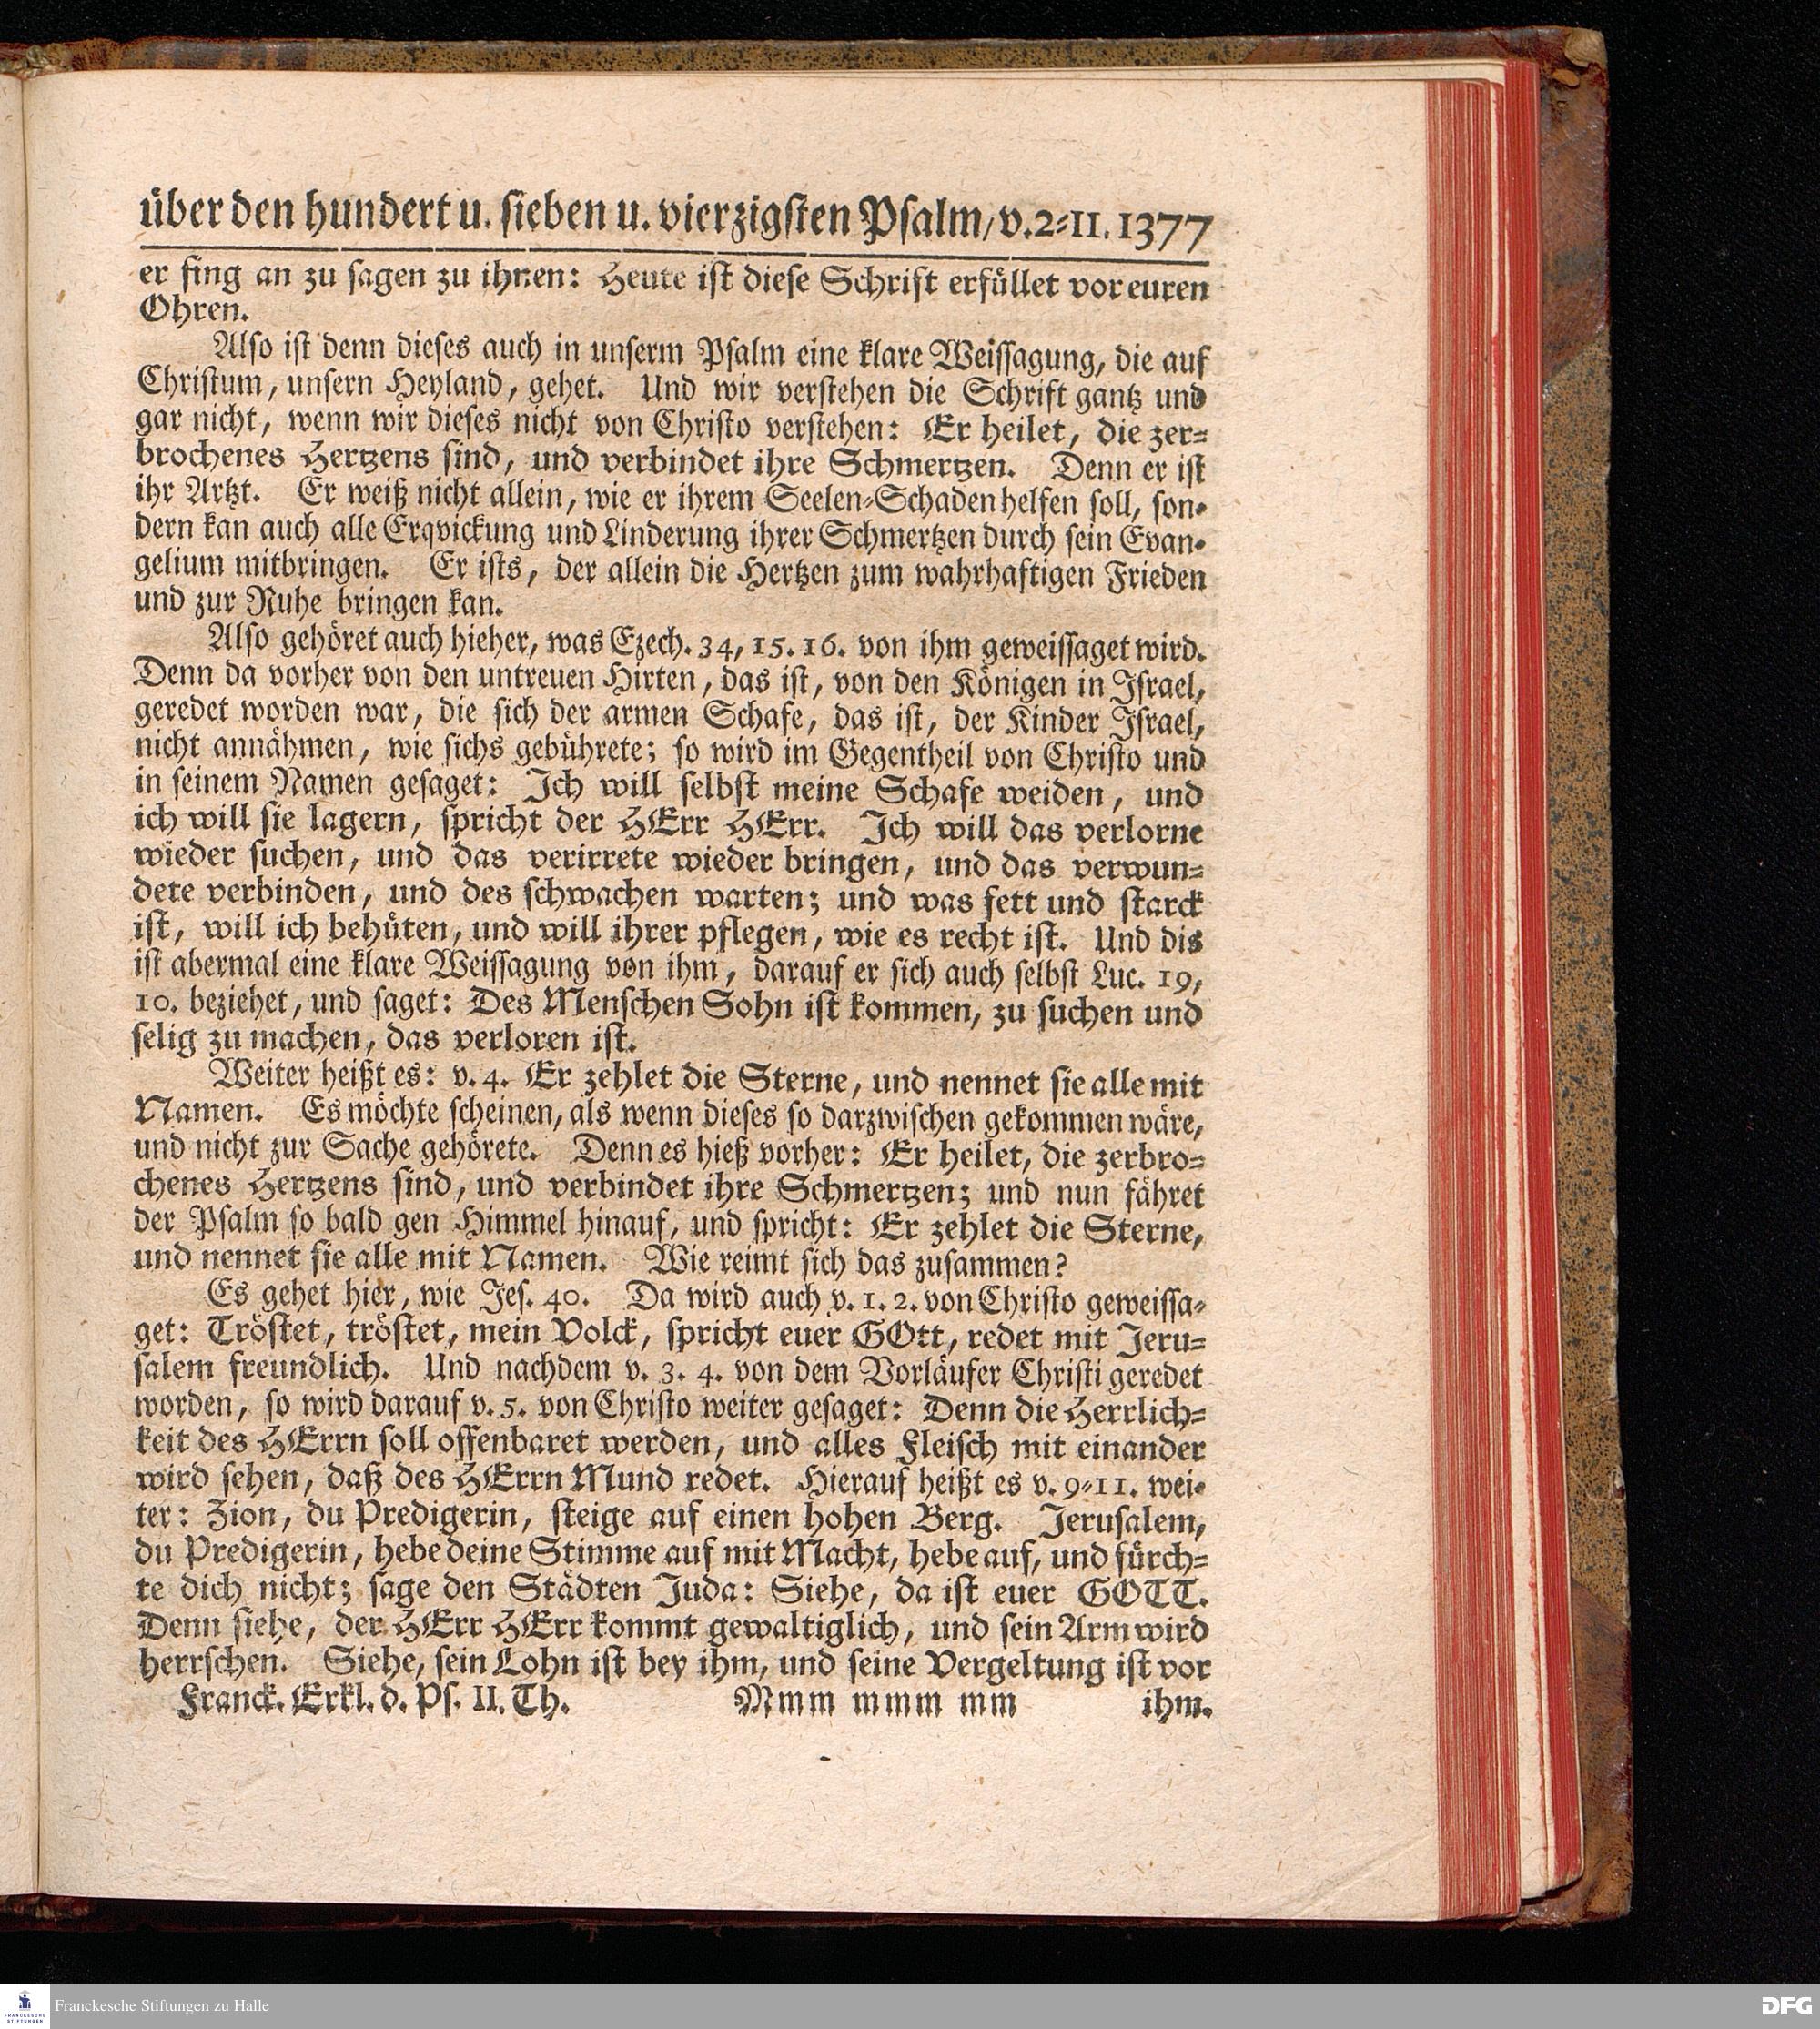 über den hundert u. sieben u. vierzigsten Psalm, v.2-11. 1377
er fing an zu sagen zu ihnen: Heute ist diese Schrift erfüllet vor euren
Ohren.
Also ist denn dieses auch in unserm Psalm eine klare Weissagung, die auf
Christum, unsern Heyland, gehet. Und wir verstehen die Schrift gantz und
gar nicht, wenn wir dieses nicht von Christo verstehen: Er heilet, die zer-
brochenes Hertzens sind, und verbindet ihre Schmertzen. Denn er ist
ihr Artzt. Er weiß nicht allein, wie er ihrem Seelen-Schaden helfen soll, son-
dern kan auch alle Erqvickung und Linderung ihrer Schmertzen durch sein Evan-
gelium mitbringen. Er ists, der allein die Hertzen zum wahrhaftigen Frieden
und zur Ruhe bringen kan.
Also gehöret auch hieher, was Ezech. 34, 15. 16. von ihm geweissaget wird.
Denn da vorher von den untreuen Hirten, das ist, von den Königen in Israel,
geredet worden war, die sich der armen Schafe, das ist, der Kinder Israel,
nicht annähmen, wie sichs gebührete; so wird im Gegentheil von Christo und
in seinem Namen gesaget: Ich will selbst meine Schafe weiden, und
ich will sie lagern, spricht der HErr HErr. Ich will das verlorne
wieder suchen, und das verirrete wieder bringen, und das verwun-
dete verbinden, und des schwachen warten; und was fett und starck
ist, will ich behüten, und will ihrer pflegen, wie es recht ist. Und dis
ist abermal eine klare Weissagung von ihm, darauf er sich auch selbst Luc. 19,
10. beziehet, und saget: Des Menschen Sohn ist kommen, zu suchen und
selig zu machen, das verloren ist.
Weiter heißt es: v. 4. Er zehlet die Sterne, und nennet sie alle mit
Namen. Es möchte scheinen, als wenn dieses so darzwischen gekommen wäre,
und nicht zur Sache gehörete. Denn es hieß vorher: Er heilet, die zerbro-
chenes Hertzens sind, und verbindet ihre Schmertzen; und nun fähret
der Psalm so bald gen Himmel hinauf, und spricht: Er zehlet die Sterne,
und nennet sie alle mit Namen. Wie reimt sich das zusammen?
Es gehet hier, wie Jes. 40. Da wird auch v. 1. 2. von Christo geweissa-
get: Tröstet, tröstet, mein Volck, spricht euer GOtt, redet mit Jeru-
salem freundlich. Und nachdem v. 3. 4. von dem Vorläufer Christi geredet
worden, so wird darauf v. 5. von Christo weiter gesaget: Denn die Herrlich-
keit des HErrn soll offenbaret werden, und alles Fleisch mit einander
wird sehen, daß des HErrn Mund redet. Hierauf heißt es v. 9-11. wei-
ter: Zion, du Predigerin, steige auf einen hohen Berg. Jerusalem,
du Predigerin, hebe deine Stimme auf mit Macht, hebe auf, und fürch-
te dich nicht; sage den Städten Juda: Siehe, da ist euer GOTT.
Denn siehe, der HErr HErr kommt gewaltiglich, und sein Arm wird
herrschen. Siehe, sein Lohn ist bey ihm, und seine Vergeltung ist vor
Franck. Erkl. d. Ps. II. Th. Mmm mmm mm ihm.
FRANCKESCHE
STIFTUNGEN
Franckesche Stiftungen zu Halle
DFG